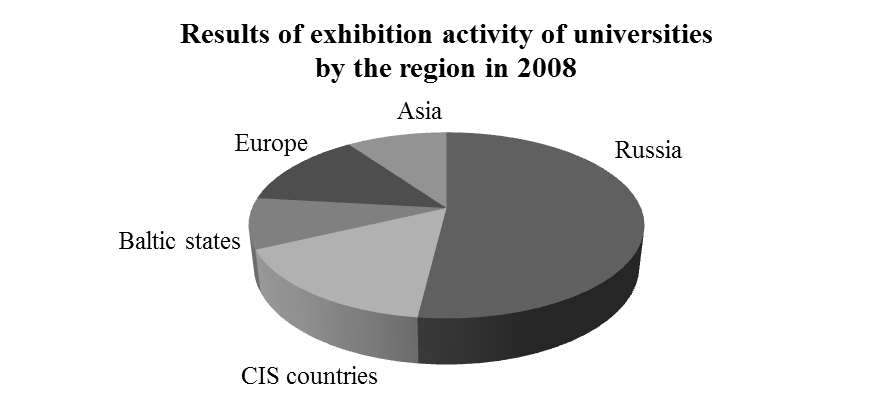 Results of exhibition activity of universities
by the region in 2008
Asia
Europe
Russia
Baltic states
CIS countries